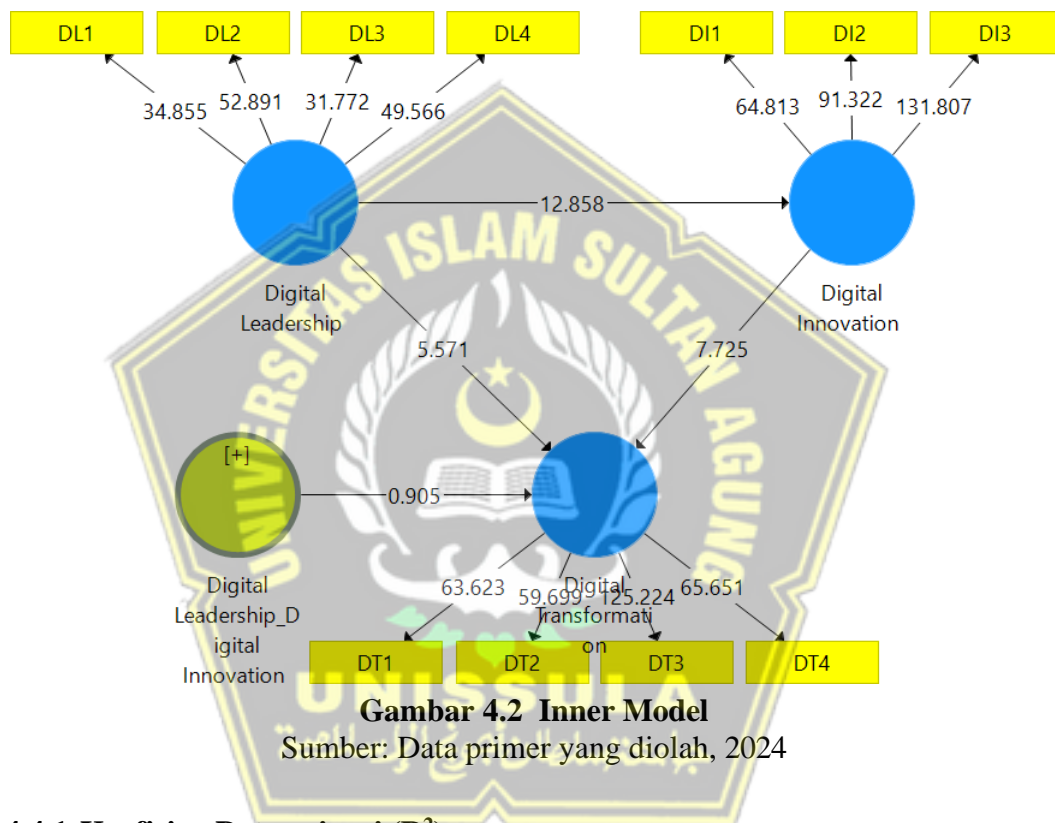 DL1 DL2 DL3 DL4 DI1 DI2 DI3
34.855 52.891 31.772 49.566 64.813 91.322 131.807
12.858
Digital
Leadership
Digital
Innovation
5.571 7.725
[+]
0.905
Digital
Leadership_D
igital
Innovation
Digital
Transformati
on
63.623 59.699 125.224 65.651
DT1 DT2 DT3 DT4
UNIVERSITAS ISLAM SULTAN AGUNG
UNISSULA
Gambar 4.2 Inner Model
Sumber: Data primer yang diolah, 2024